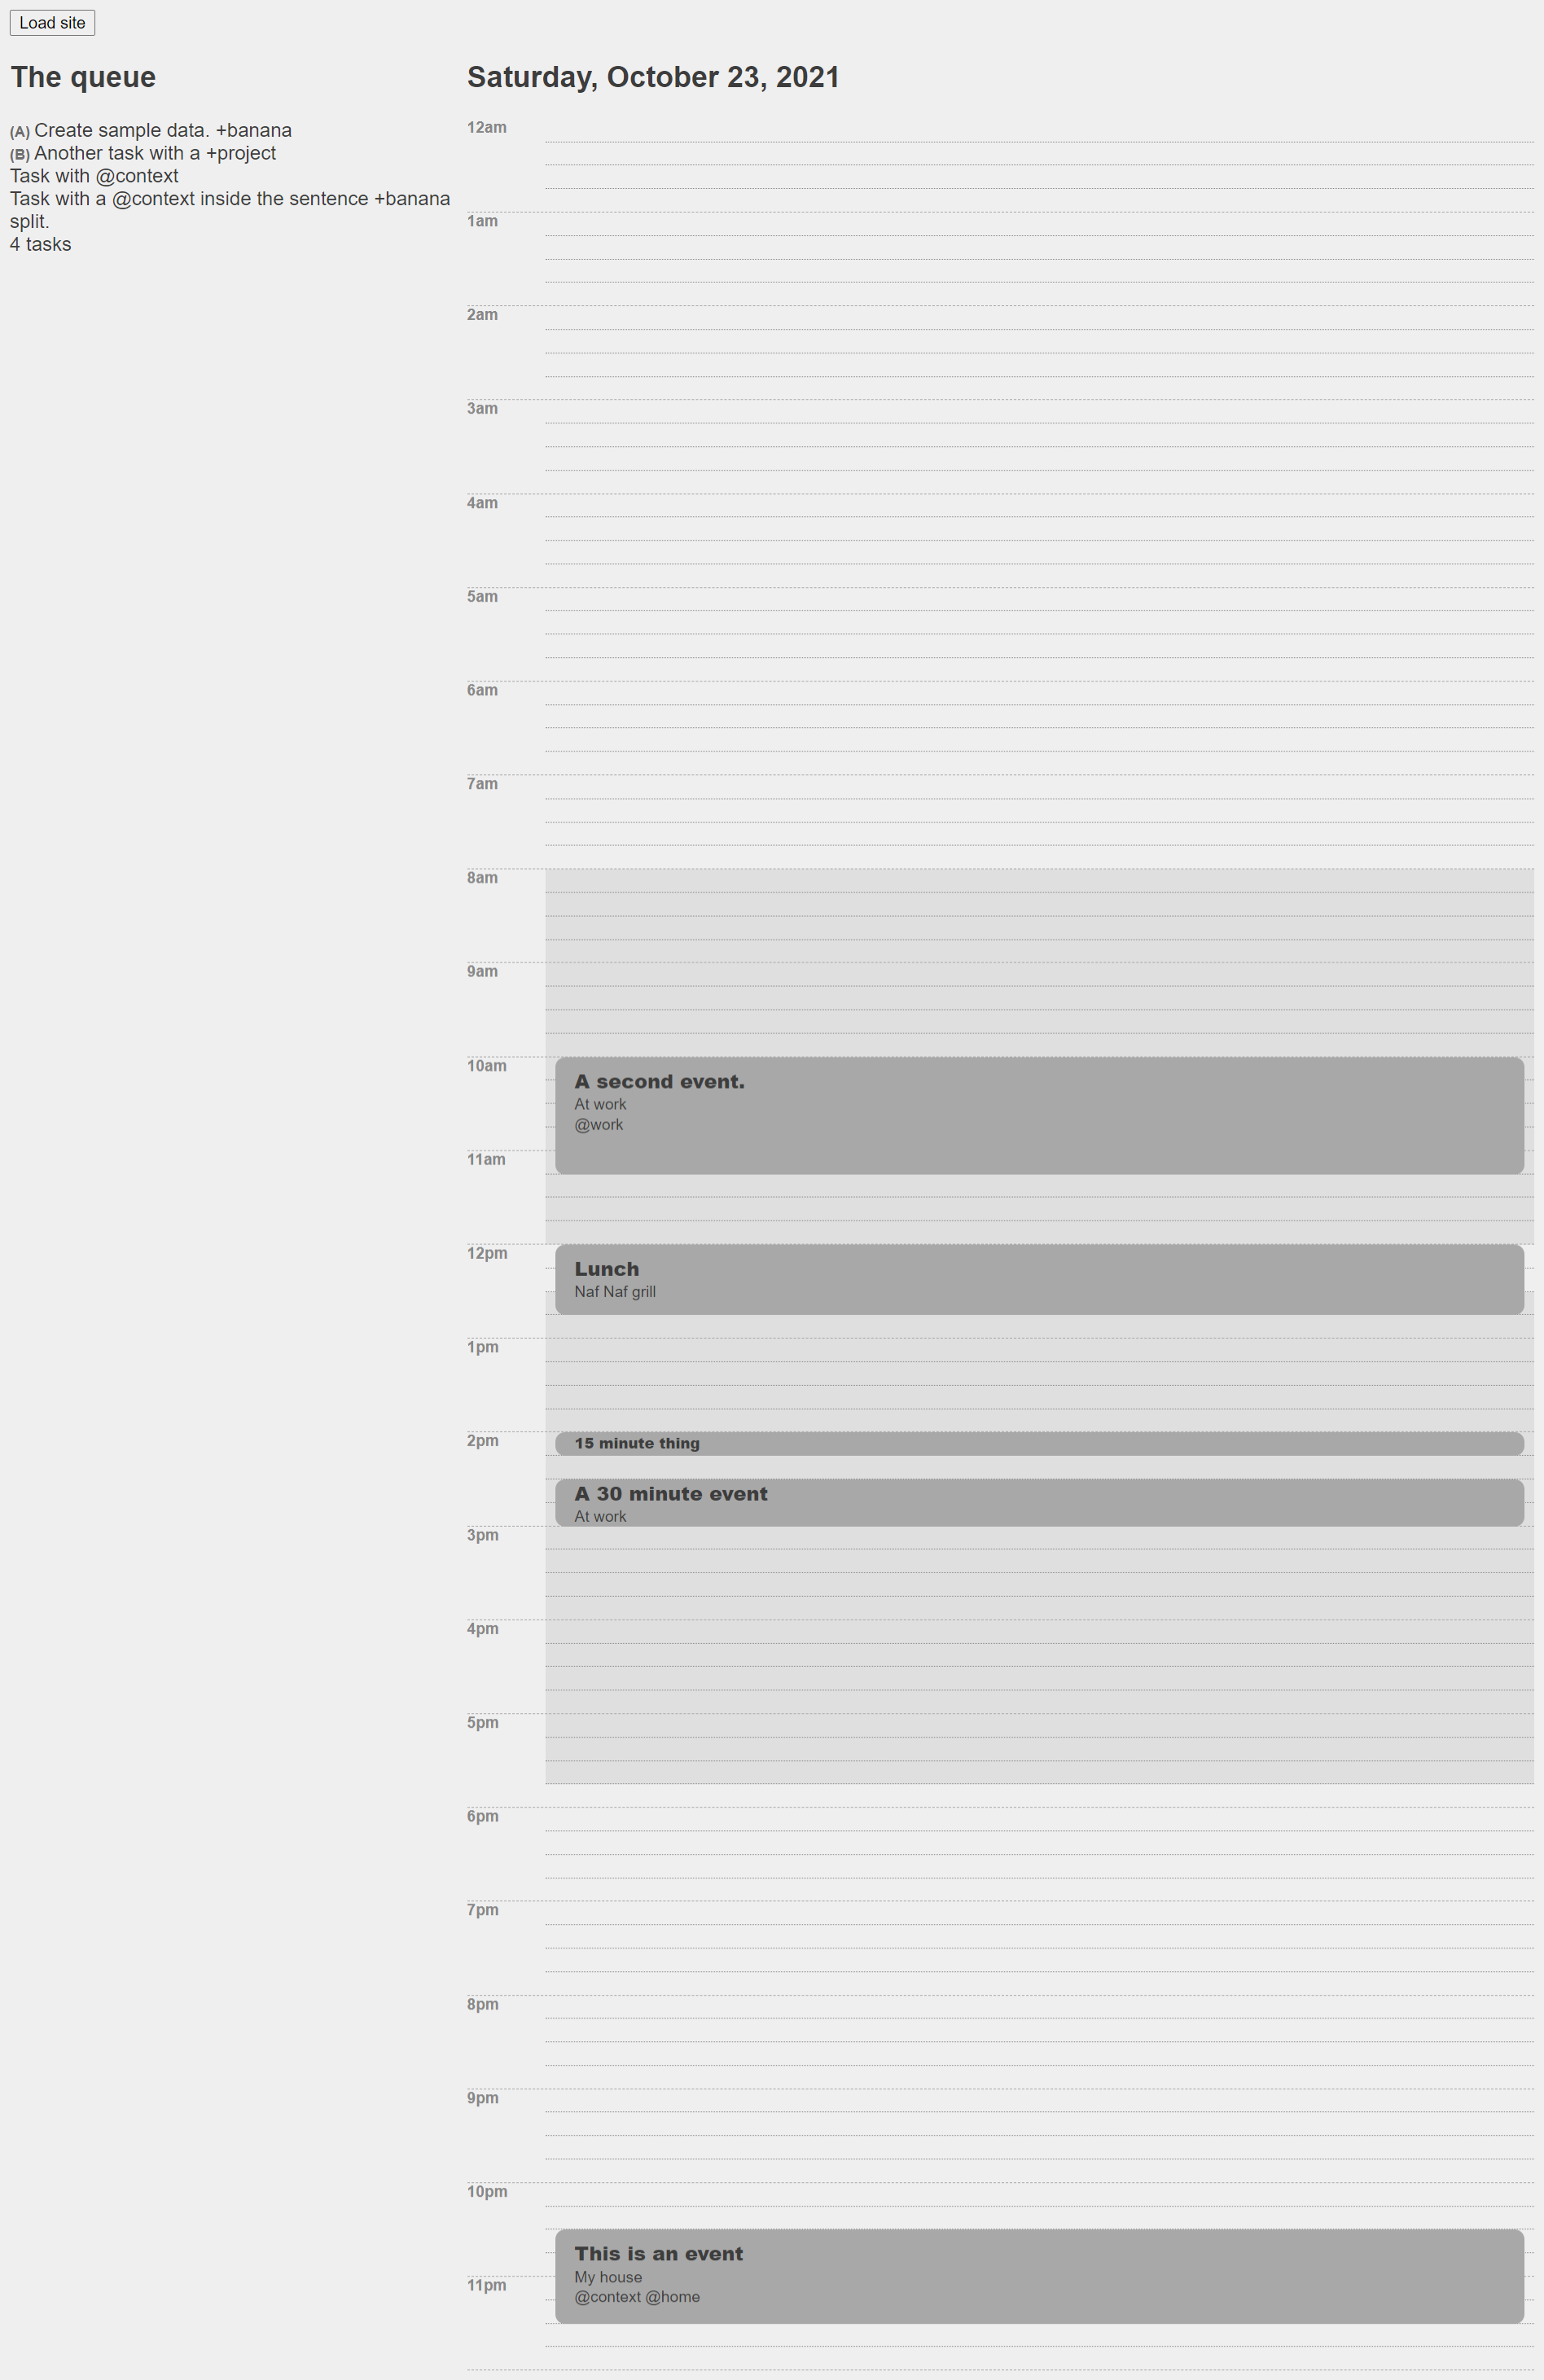 Load site
The queue
(A) Create sample data. +banana
(B) Another task with a +project
Task with @context
Task with a @context inside the sentence +banana
split.
4 tasks
Saturday, October 23, 2021
12am
1am
2am
3am
4am
5am
6am
7am
8am
9am
10am
A second event.
At work
@work
11am
12pm
Lunch
Naf Naf grill
1pm
2pm
15 minute thing
A 30 minute event
At work
3pm
4pm
5pm
6pm
7pm
8pm
9pm
10pm
This is an event
My house
@context @home
11pm